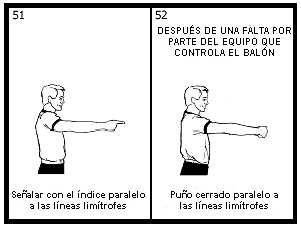 51
Señalar con el índice paralelo
a las líneas limítrofes
52
DESPUÉS DE UNA FALTA POR
PARTE DEL EQUIPO QUE
CONTROLA EL BALÓN
Puño cerrado paralelo a
las líneas limítrofes